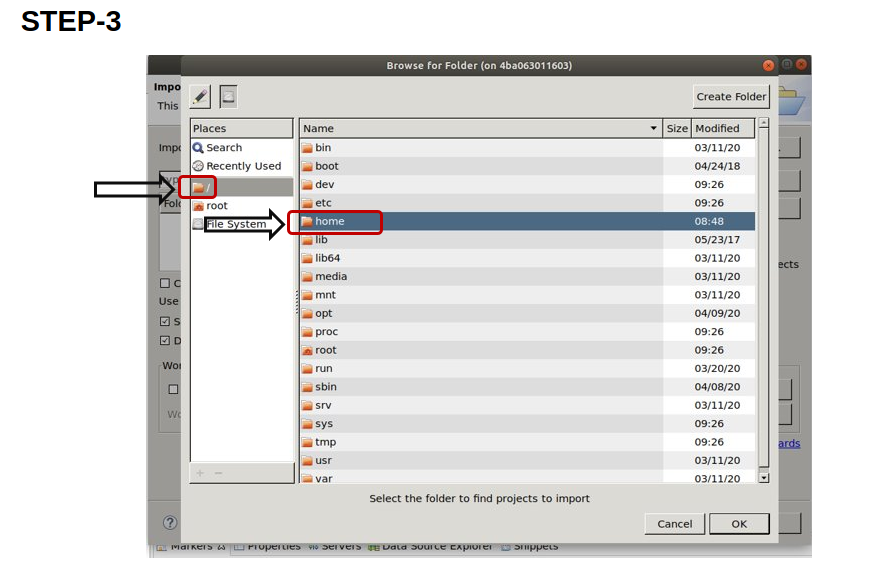 STEP-3
Browse for Folder (on 4ba063011603)
Impo
This
Create Folder
Places
Name Size Modified
Search
Recently Used
/
root
File System
bin 03/11/20
boot 04/24/18
dev 09:26
etc 09:26
home 08:48
lib 05/23/17
lib64 03/11/20
media 03/11/20
mnt 03/11/20
opt 04/09/20
proc 09:26
root 09:26
run 03/20/20
sbin 04/08/20
srv 03/11/20
sys 09:26
tmp 09:26
usr 03/11/20
var 03/11/20
Impo
Fold
ects
C
Use
S
D
Wor
Wo
ards
Select the folder to find projects to import
Cancel OK
Markers Properties Servers Data Source Explorer Snippets